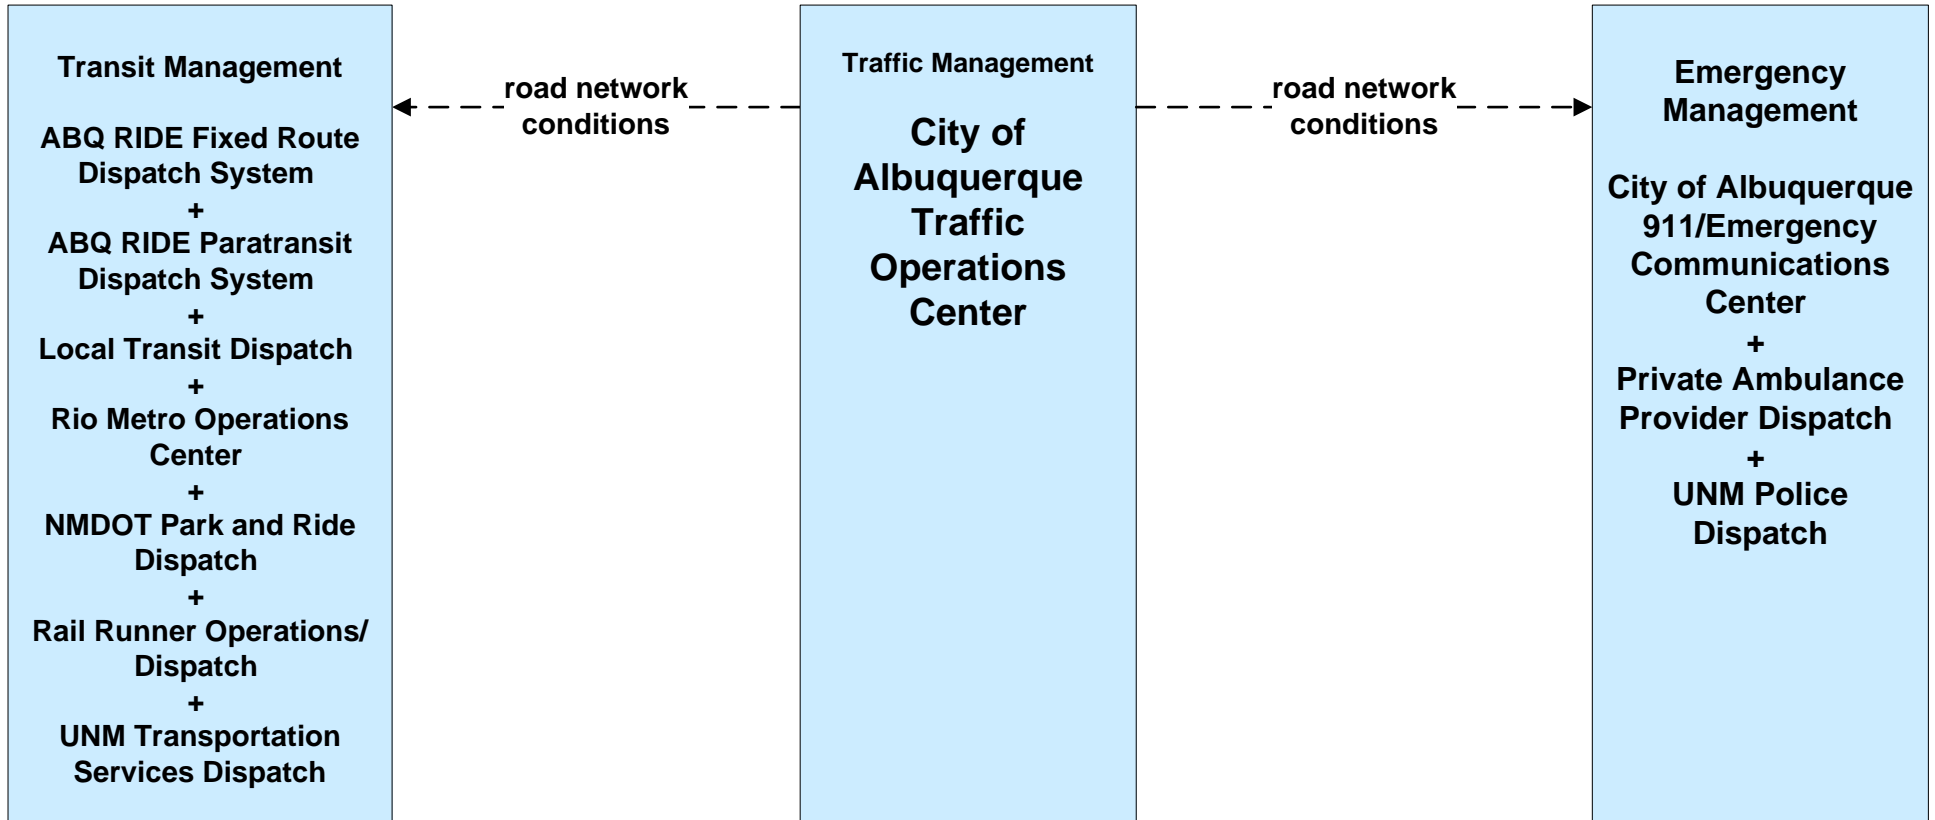 Transit Management
ABQ RIDE Fixed Route
Dispatch System
+
ABQ RIDE Paratransit
Dispatch System
+
Local Transit Dispatch
+
Rio Metro Operations
Center
+
NMDOT Park and Ride
Dispatch
+
Rail Runner Operations/
Dispatch
+
UNM Transportation
Services Dispatch
road network
conditions
Traffic Management
City of
Albuquerque
Traffic
Operations
Center
road network
conditions
Emergency
Management
City of Albuquerque
911/Emergency
Communications
Center
+
Private Ambulance
Provider Dispatch
+
UNM Police
Dispatch